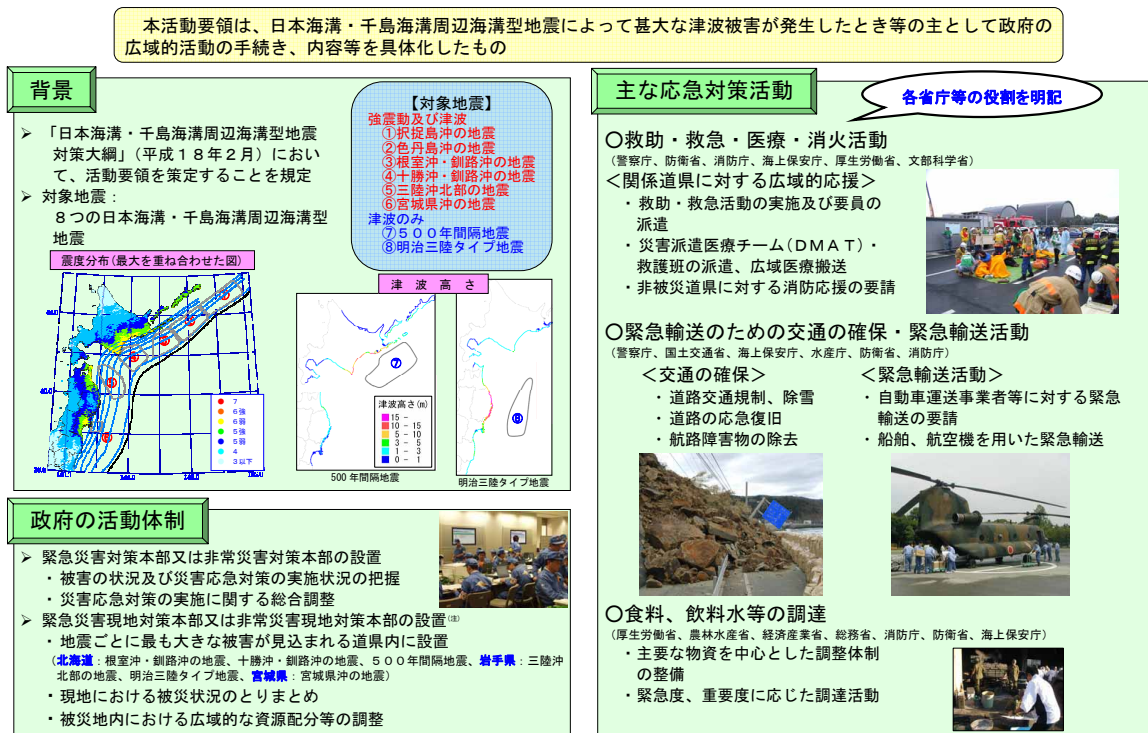 本活動要領は、日本海溝・千島海溝周辺海溝型地震によって甚大な津波被害が発生したとき等の主として政府の
広域的活動の手続き、内容等を具体化したもの
背景
➢ 「日本海溝・千島海溝周辺海溝型地震
対策大綱」(平成18年2月)におい
て、活動要領を策定することを規定
➢ 対象地震:
8つの日本海溝・千島海溝周辺海溝型
地震
【対象地震】
強震動及び津波
①択捉島沖の地震
②色丹島沖の地震
③根室沖・釧路沖の地震
④十勝沖・釧路沖の地震
⑤三陸沖北部の地震
⑥宮城県沖の地震
津波のみ
⑦500年間隔地震
⑧明治三陸タイプ地震
震度分布(最大を重ね合わせた図)
7
6強
6弱
5強
5弱
4
3以下
津波高さ
⑦
津波高さ(m)
15 -
10 - 15
5 - 10
3 - 5
1 - 3
0 - 1
500年間隔地震
⑧
明治三陸タイプ地震
政府の活動体制
➢ 緊急災害対策本部又は非常災害対策本部の設置
・被害の状況及び災害応急対策の実施状況の把握
・災害応急対策の実施に関する総合調整
➢ 緊急災害現地対策本部又は非常災害現地対策本部の設置(注)
・地震ごとに最も大きな被害が見込まれる道県内に設置
(北海道:根室沖・釧路沖の地震、十勝沖・釧路沖の地震、500年間隔地震、岩手県:三陸沖
北部の地震、明治三陸タイプ地震、宮城県:宮城県沖の地震)
・現地における被災状況のとりまとめ
・被災地内における広域的な資源配分等の調整
主な応急対策活動
各省庁等の役割を明記
〇救助・救急・医療・消火活動
(警察庁、防衛省、消防庁、海上保安庁、厚生労働省、文部科学省)
<関係道県に対する広域的応援>
・救助・救急活動の実施及び要員の
派遣
・災害派遣医療チーム(DMAT)・
救護班の派遣、広域医療搬送
・非被災道県に対する消防応援の要請
〇緊急輸送のための交通の確保・緊急輸送活動
(警察庁、国土交通省、海上保安庁、水産庁、防衛省、消防庁)
<交通の確保>
・道路交通規制、除雪
・道路の応急復旧
・航路障害物の除去
<緊急輸送活動>
・自動車運送事業者等に対する緊急
輸送の要請
・船舶、航空機を用いた緊急輸送
〇食料、飲料水等の調達
(厚生労働省、農林水産省、経済産業省、総務省、消防庁、防衛省、海上保安庁)
・主要な物資を中心とした調整体制
の整備
・緊急度、重要度に応じた調達活動